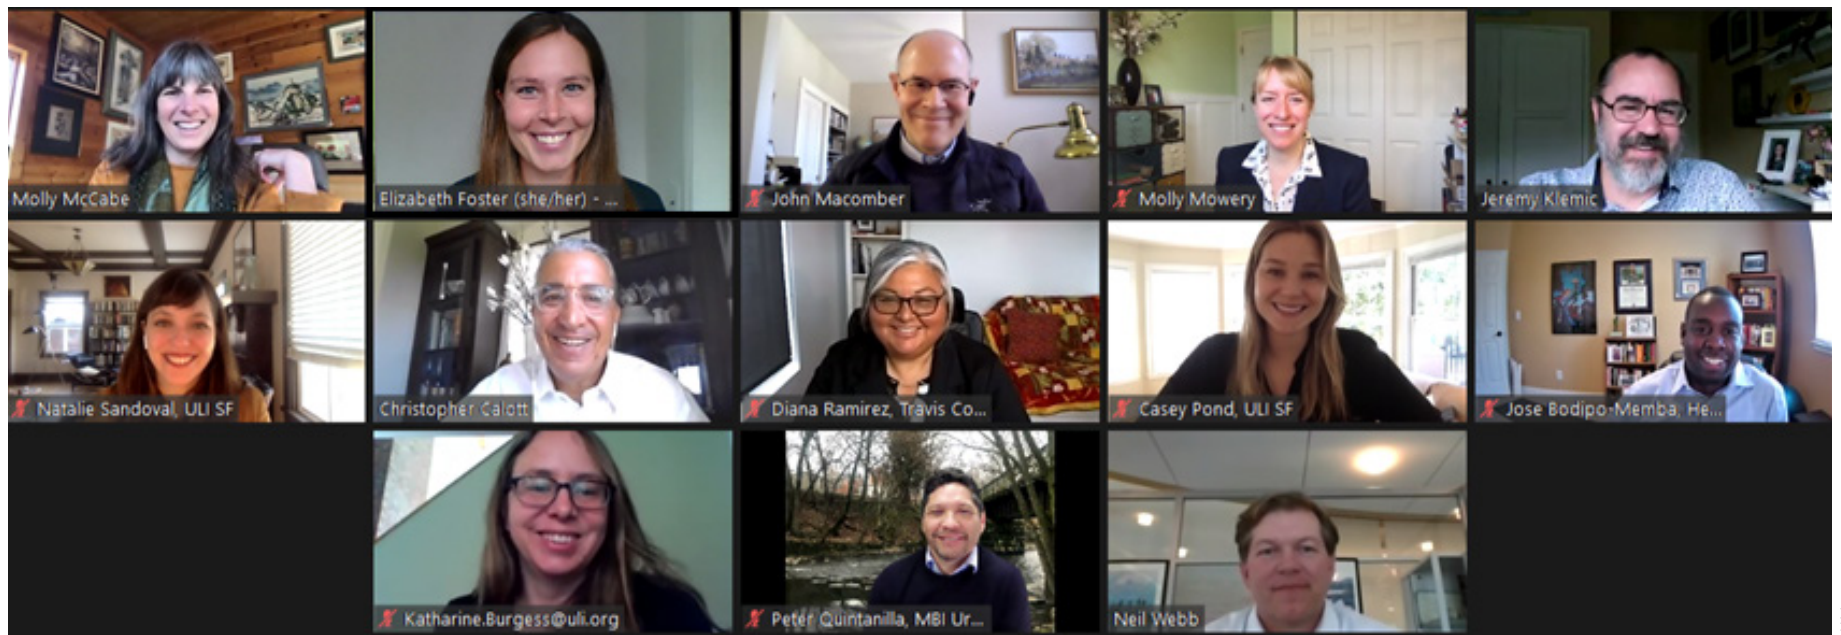 Molly McCabe
Elizabeth Foster (she/her) - ...
John Macomber
Molly Mowery
Jeremy Klemic
Natalie Sandoval, ULI SF
Christopher Calott
Diana Ramirez, Travis Co...
Casey Pond, ULI SF
Jose Bodipo-Memba, He...
Katharine.Burgess@uli.org
Peter Quintanilla, MBI Ur...
Neil Webb